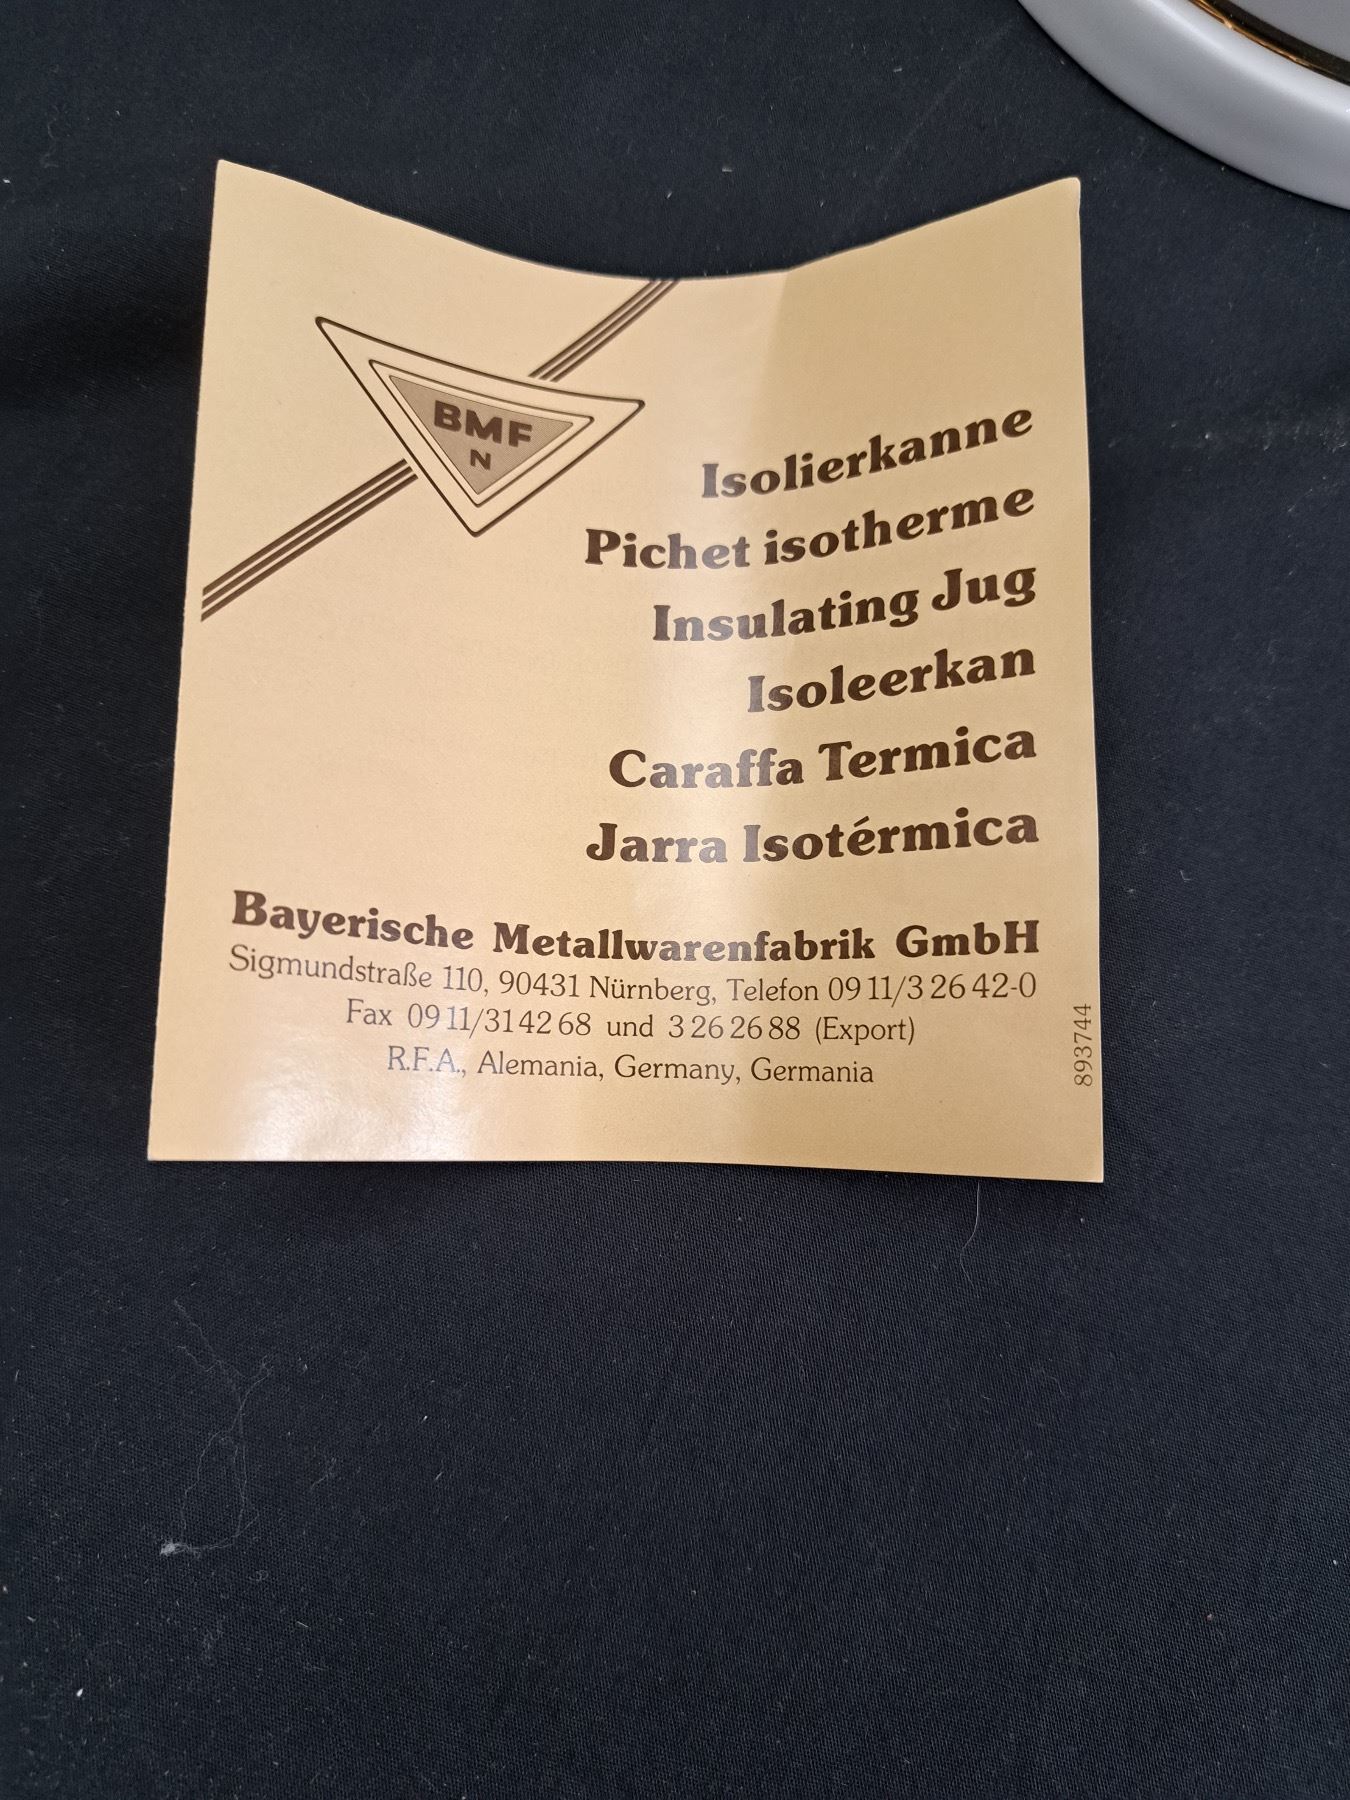 BMF
N
Isolierkanne
Pichet isotherme
Insulating Jug
Isoleerkan
Caraffa Termica
Jarra Isotérmica
Bayerische Metallwarenfabrik GmbH
Sigmundstraße 110, 90431 Nürnberg, Telefon 09 11/3 26 42-0
Fax 09 11/31 42 68 und 3 26 26 88 (Export)
R.F.A., Alemania, Germany, Germania
893744